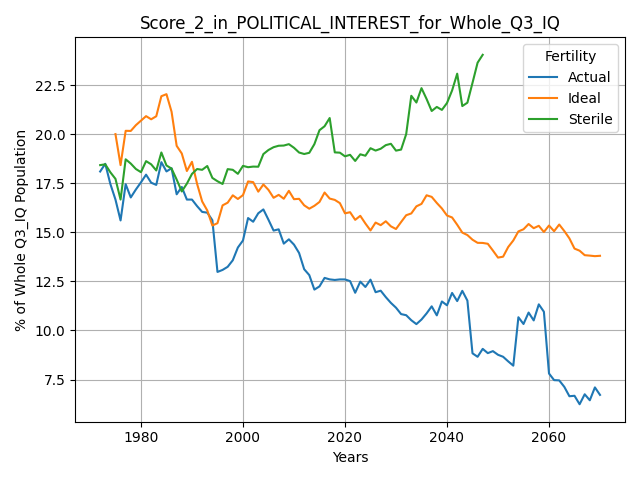 Score_2_in_POLITICAL_INTEREST_for_Whole_Q3_IQ
Fertility
Actual
Ideal
Sterile
% of Whole Q3_IQ Population
22.5
20.0
17.5
15.0
12.5
10.0
7.5
1980 2000 2020 2040 2060
Years